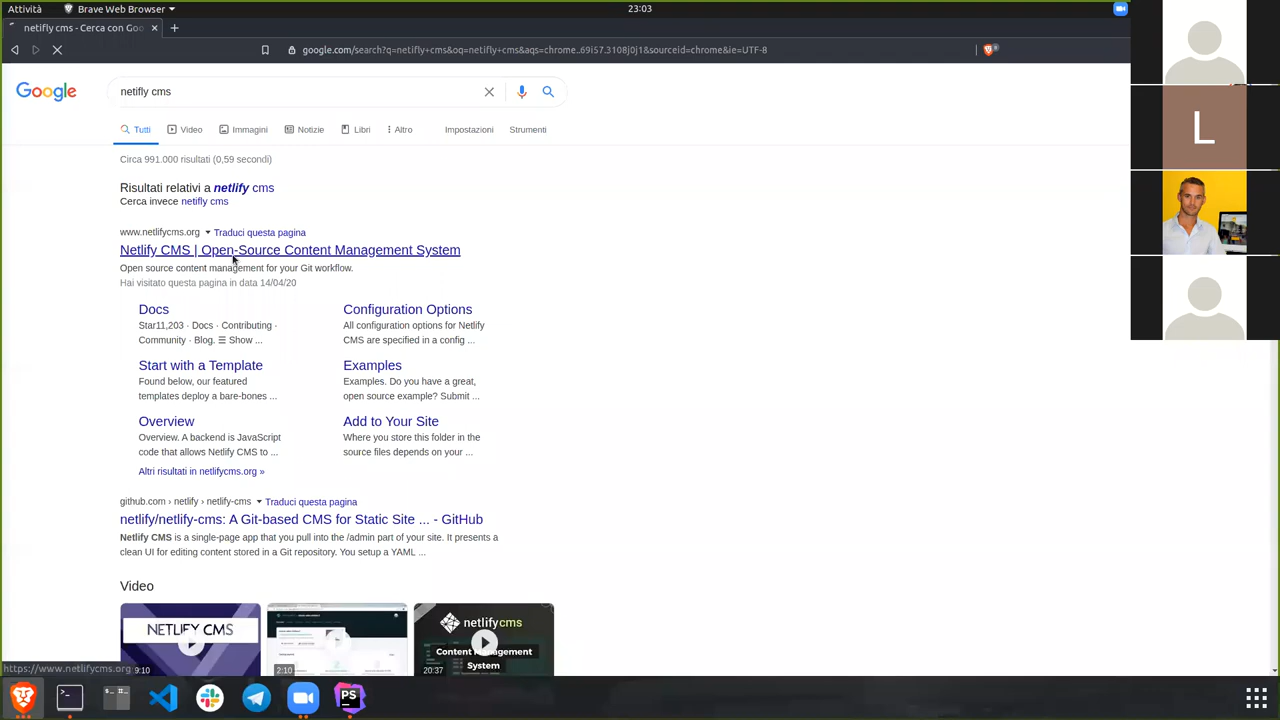 Attività
Brave Web Browser
23:03
netifly cms - Cerca con Goo
google.com/search?q=netifly+cms&oq=netifly+cms&aqs=chrome..69i57.3108j0j1&sourceid=chrome&ie=UTF-8
Google
netifly cms
Tutti
Video
Immagini
Notizie
Libri
Altro
Impostazioni
Strumenti
Circa 991.000 risultati (0,59 secondi)
Risultati relativi a netlify cms
Cerca invece netifly cms
www.netlifycms.org
Traduci questa pagina
Netlify CMS | Open-Source Content Management System
Open source content management for your Git workflow.
Hai visitato questa pagina in data 14/04/20
Docs
Star11,203 · Docs · Contributing ·
Community · Blog. ☰ Show ...
Configuration Options
All configuration options for Netlify
CMS are specified in a config ...
Start with a Template
Found below, our featured
templates deploy a bare-bones ...
Examples
Examples. Do you have a great,
open source example? Submit ...
Overview
Overview. A backend is JavaScript
code that allows Netlify CMS to ...
Add to Your Site
Where you store this folder in the
source files depends on your ...
Altri risultati in netlifycms.org »
github.com › netlify › netlify-cms
Traduci questa pagina
netlify/netlify-cms: A Git-based CMS for Static Site ... - GitHub
Netlify CMS is a single-page app that you pull into the /admin part of your site. It presents a
clean UI for editing content stored in a Git repository. You setup a YAML ...
Video
NETLIFY CMS
9:10
2:10
netlifycms
Content Management
System
20:37
https://www.netlifycms.org
L
PS